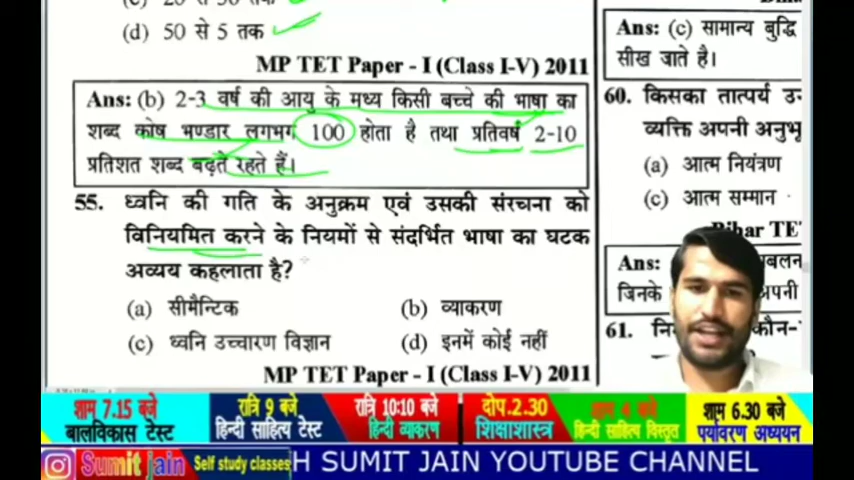 (d) 50 से 5 तक
MP TET Paper - I (Class I-V) 2011
Ans: (b) 2-3 वर्ष की आयु के मध्य किसी बच्चे की भाषा का
शब्द कोष भण्डार लगभग 100 होता है तथा प्रतिवर्ष 2-10
प्रतिशत शब्द बढ़ते रहते हैं।
55. ध्वनि की गति के अनुक्रम एवं उसकी संरचना को
विनियमित करने के नियमों से संदर्भित भाषा का घटक
अव्यय कहलाता है?
(a) सीमैन्टिक
(b) व्याकरण
(c) ध्वनि उच्चारण विज्ञान
(d) इनमें कोई नहीं
MP TET Paper - I (Class I-V) 2011
Ans: (c) सामान्य बुद्धि
सीख जाते है।
60. किसका तात्पर्य
व्यक्ति अपनी
(a) आत्म नियंत्रण
(c) आत्म सम्मान
Bihar TE
Ans:
जिनके अपनी
61.
शाम 7.15 बजे
बालविकास टेस्ट
रात्रि 9 बजे
हिन्दी साहित्य टेस्ट
रात्रि 10:10 बजे
हिन्दी व्याकरण
दोप.2.30
शिक्षाशास्त्र
शाम 4 बजे
हिन्दी साहित्य विस्तृत
शाम 6.30 बजे
पर्यावरण अध्ययन
Sumit jain
Self study classes
H SUMIT JAIN YOUTUBE CHANNEL